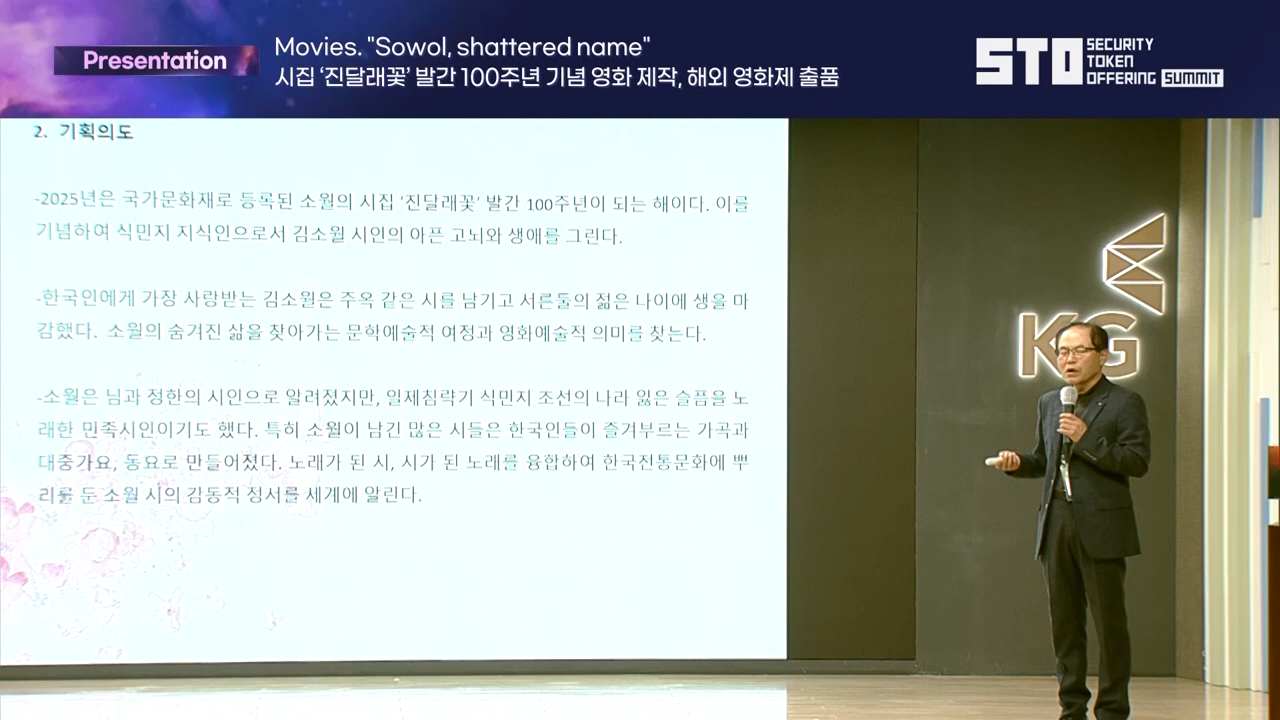 Presentation
Movies. "Sowol, shattered name"
시집 ‘진달래꽃’ 발간 100주년 기념 영화 제작, 해외 영화제 출품
STO SECURITY
TOKEN
OFFERING SUMMIT
2. 기획의도
-2025년은 국가문화재로 등록된 소월의 시집 ‘진달래꽃’ 발간 100주년이 되는 해이다. 이를
기념하여 식민지 지식인으로서 김소월 시인의 아픈 고뇌와 생애를 그린다.
-한국인에게 가장 사랑받는 김소월은 주옥 같은 시를 남기고 서른둘의 젊은 나이에 생을 마
감했다. 소월의 숨겨진 삶을 찾아가는 문학예술적 여정과 영화예술적 의미를 찾는다.
-소월은 님과 정한의 시인으로 알려졌지만, 일제침략기 식민지 조선의 나라 잃은 슬픔을 노
래한 민족시인이기도 했다. 특히 소월이 남긴 많은 시들은 한국인들이 즐겨부르는 가곡과
대중가요, 동요로 만들어졌다. 노래가 된 시, 시가 된 노래를 융합하여 한국전통문화에 뿌
리를 둔 소월 시의 감동적 정서를 세계에 알린다.
KG